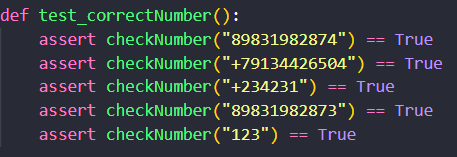 def test_correctNumber():
    assert checkNumber("89831982874") == True
    assert checkNumber("+79134426504") == True
    assert checkNumber("+234231") == True
    assert checkNumber("89831982873") == True
    assert checkNumber("123") == True